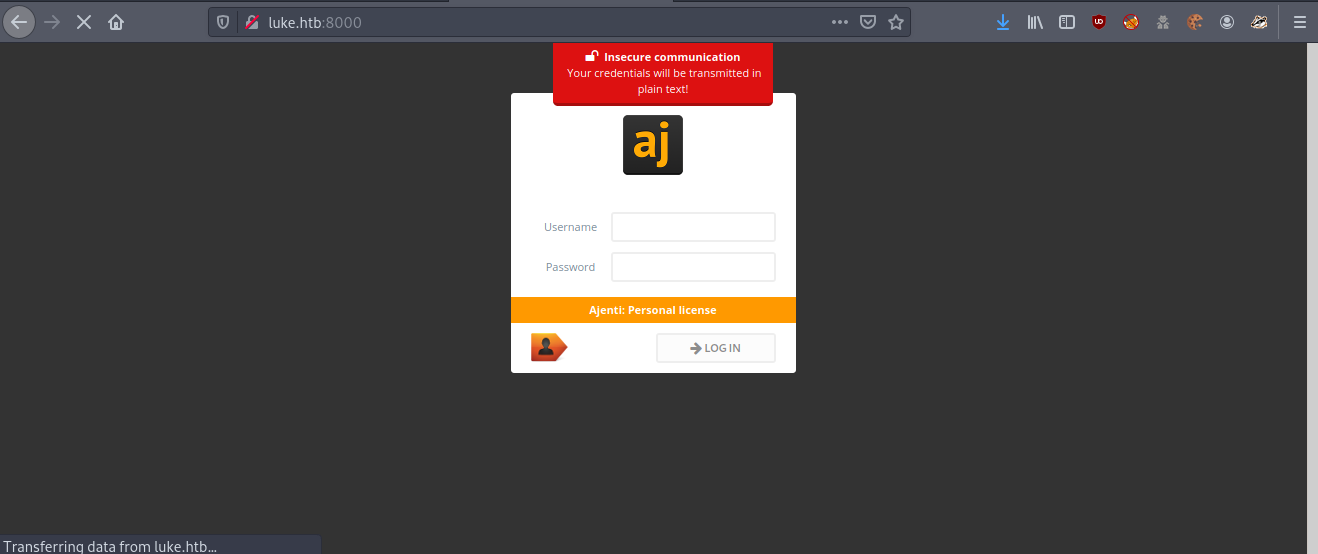 luke.htb:8000
Insecure communication
Your credentials will be transmitted in
plain text!
aj
Username
Password
Ajenti: Personal license
LOG IN
Transferring data from luke.htb...